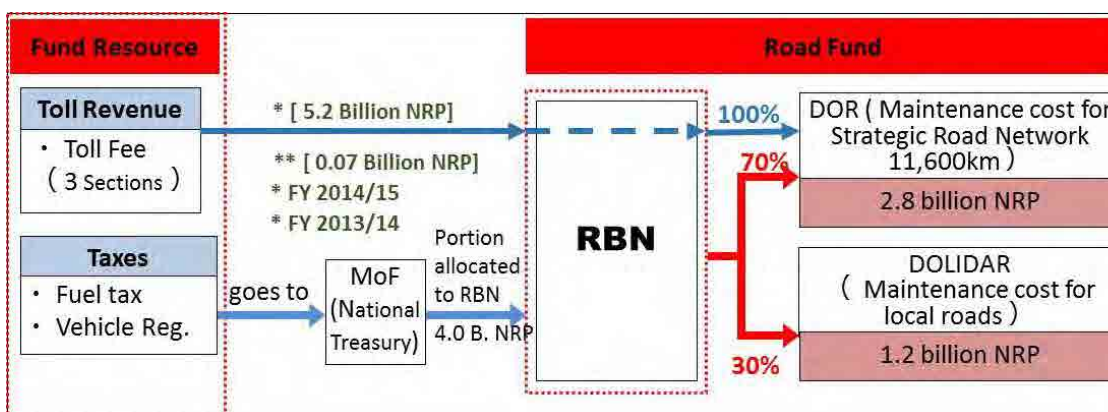 Fund Resource
Road Fund
Toll Revenue
・ Toll Fee
( 3 Sections )
* [ 5.2 Billion NRP]
** [ 0.07 Billion NRP]
* FY 2014/15
* FY 2013/14
Taxes
・ Fuel tax
・ Vehicle Reg.
goes to
MoF
(National
Treasury)
Portion
allocated
to RBN
4.0 B. NRP
RBN
100%
70%
30%
DOR ( Maintenance cost for
Strategic Road Network
11,600km )
2.8 billion NRP
DOLIDAR
( Maintenance cost for
local roads )
1.2 billion NRP